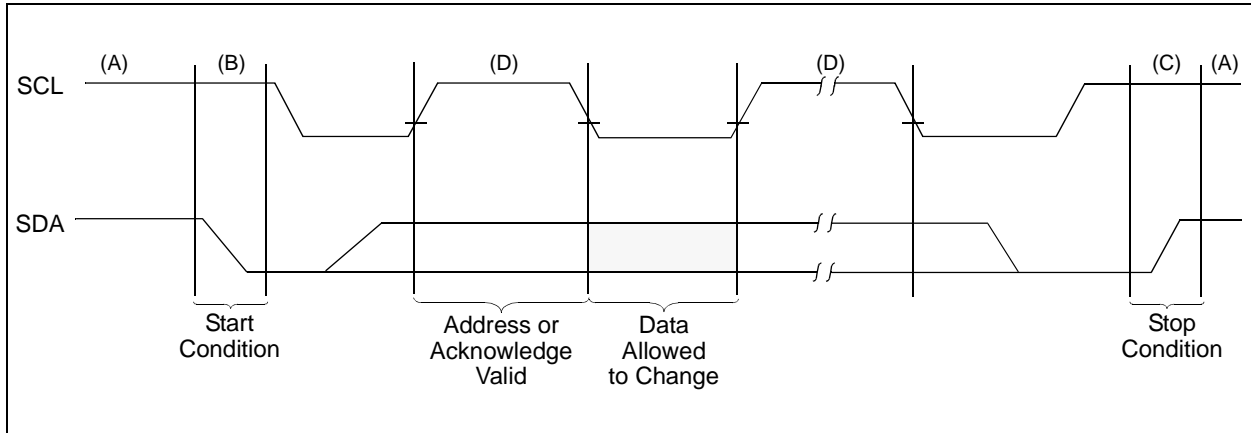 (A) (B) (D) (D) (C) (A)
SCL
SDA
Start
Condition
Address or
Acknowledge
Valid
Data
Allowed
to Change
Stop
Condition